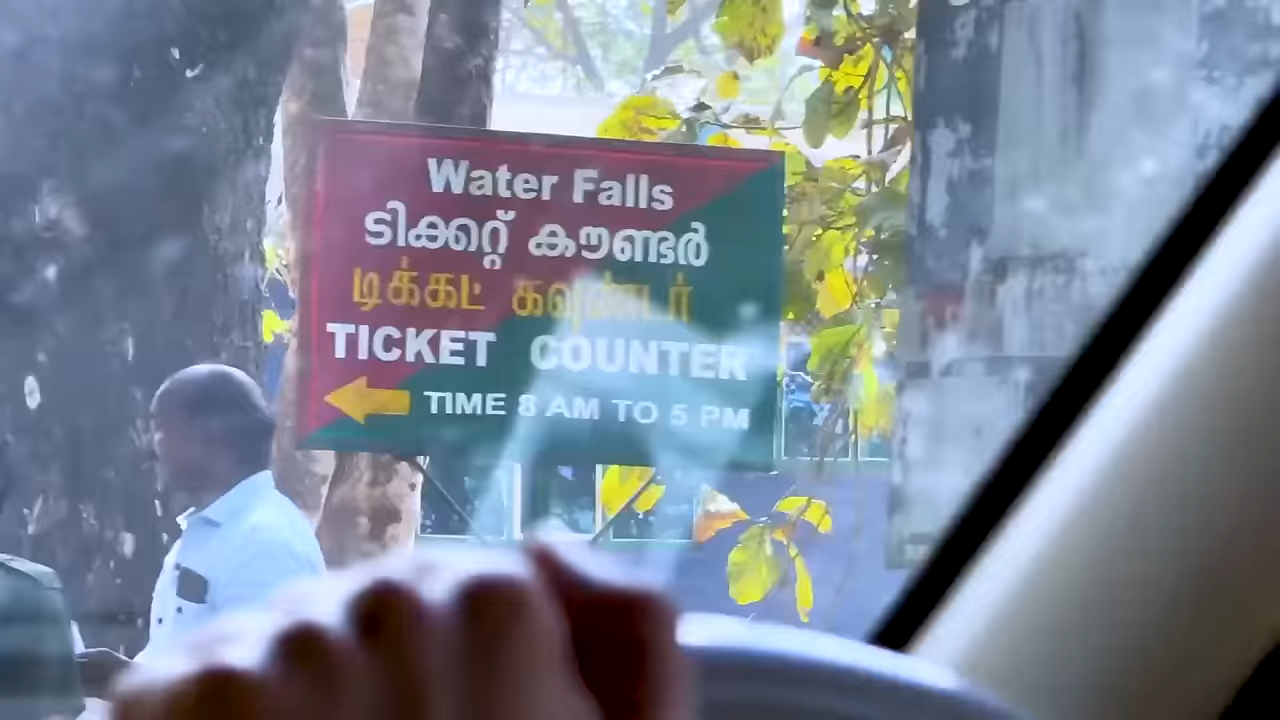 Water Falls
ടിക്കറ്റ് കൗണ്ടർ
டிக்கட் கவுண்டர்
TICKET COUNTER
TIME 8 AM TO 5 PM